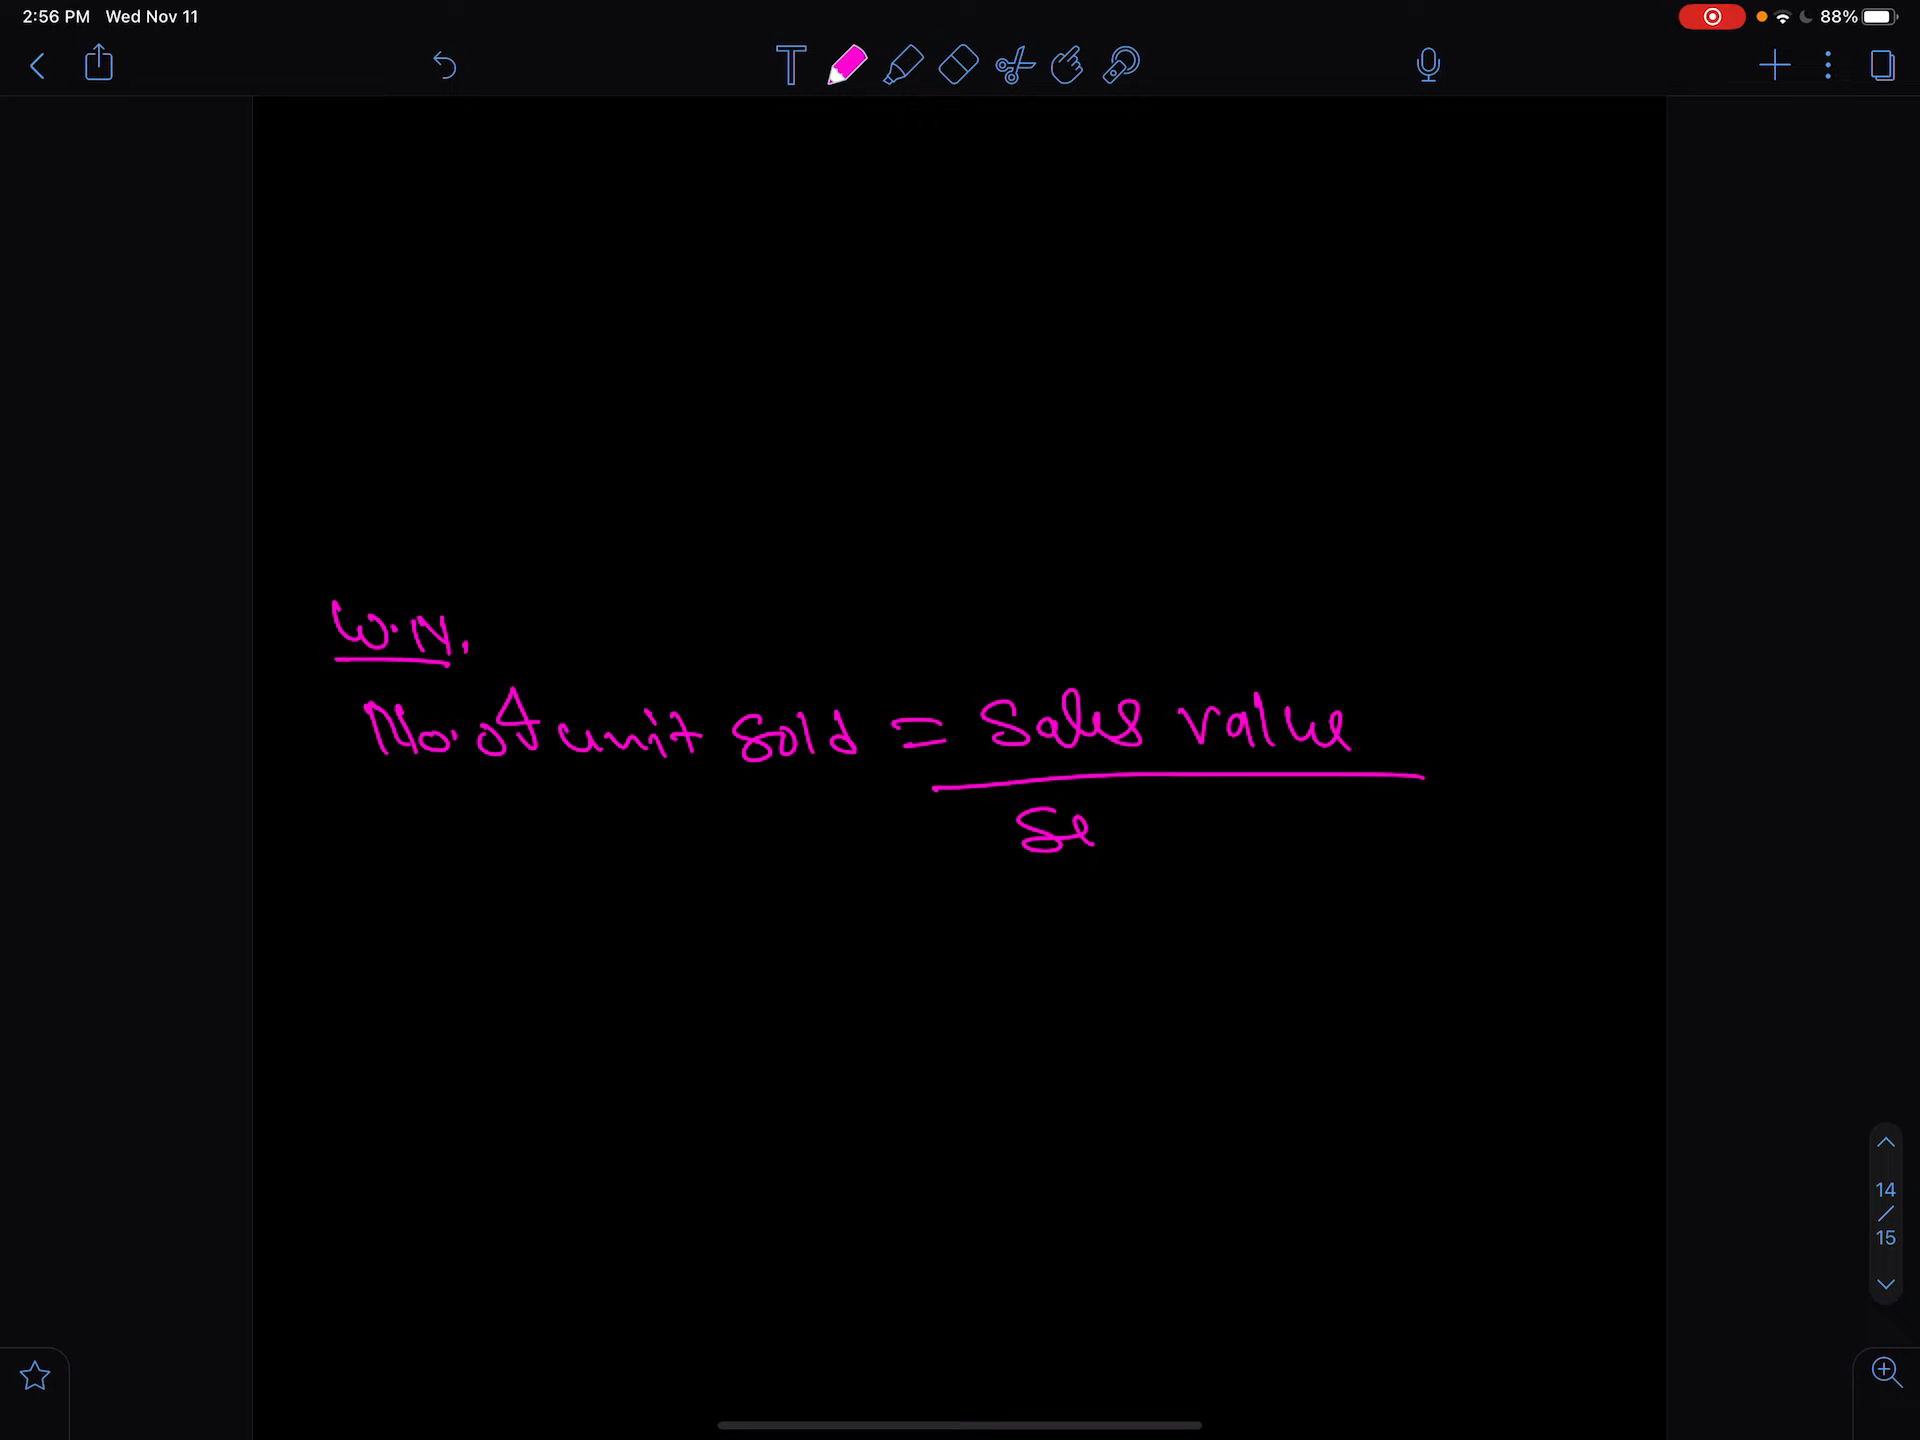 2:56 PM Wed Nov 11
88%
W.N.
No. of unit sold = Sales value
Se
14
/
15